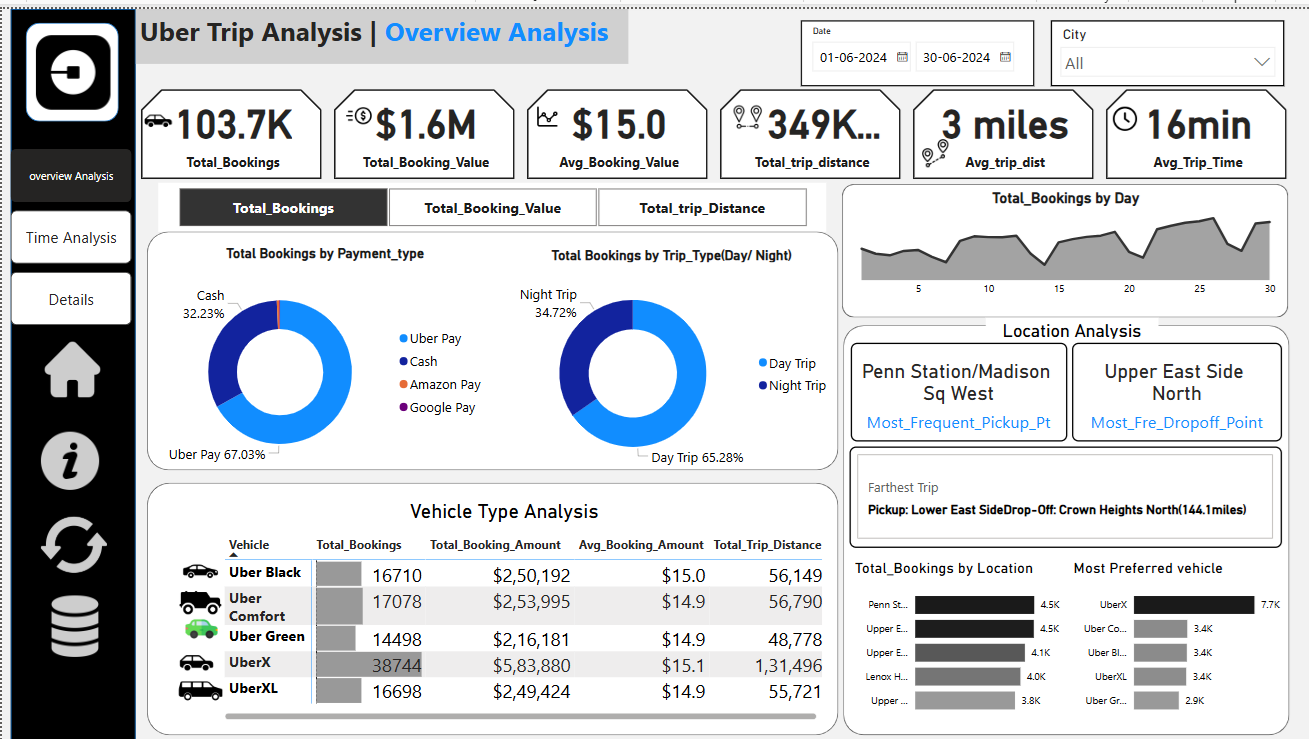 Uber Trip Analysis | Overview Analysis
Date
01-06-2024 30-06-2024
City
All
overview Analysis
Time Analysis
Details
103.7K
Total_Bookings
$1.6M
Total_Booking_Value
$15.0
Avg_Booking_Value
349K...
Total_trip_distance
3 miles
Avg_trip_dist
16min
Avg_Trip_Time
Total_Bookings
Total_Booking_Value
Total_trip_Distance
Total Bookings by Payment_type
Cash
32.23%
Uber Pay 67.03%
Uber Pay
Cash
Amazon Pay
Google Pay
Total Bookings by Trip_Type(Day/ Night)
Night Trip
34.72%
Day Trip 65.28%
Day Trip
Night Trip
Total_Bookings by Day
5 10 15 20 25 30
Location Analysis
Penn Station/Madison
Sq West
Most_Frequent_Pickup_Pt
Upper East Side
North
Most_Fre_Dropoff_Point
Farthest Trip
Pickup: Lower East SideDrop-Off: Crown Heights North(144.1miles)
Vehicle Type Analysis
Vehicle Total_Bookings Total_Booking_Amount Avg_Booking_Amount Total_Trip_Distance
Uber Black 16710 $2,50,192 $15.0 56,149
Uber
Comfort 17078 $2,53,995 $14.9 56,790
Uber Green 14498 $2,16,181 $14.9 48,778
UberX 38744 $5,83,880 $15.1 1,31,496
UberXL 16698 $2,49,424 $14.9 55,721
Total_Bookings by Location
Penn St... 4.5K
Upper E... 4.5K
Upper E... 4.1K
Lenox H... 4.0K
Upper ... 3.8K
Most Preferred vehicle
UberX 7.7K
Uber Co... 3.4K
Uber Bl... 3.4K
UberXL 3.4K
Uber Gr... 2.9K